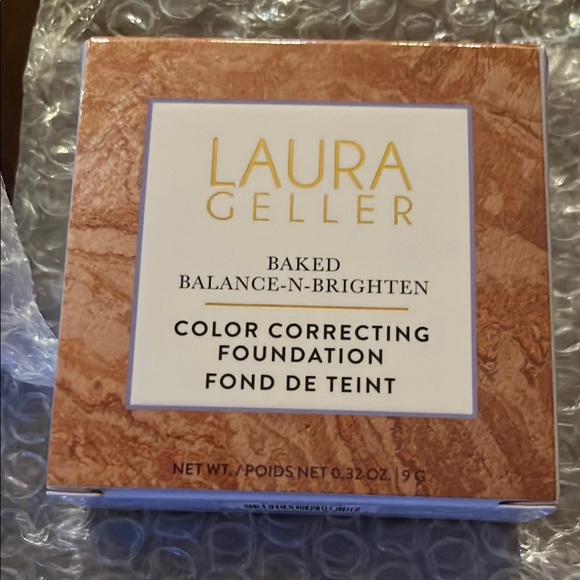 LAURA
GELLER
BAKED
BALANCE-N-BRIGHTEN
COLOR CORRECTING
FOUNDATION
FOND DE TEINT
NET WT. / POIDS NET 0.32 OZ. | 9 G